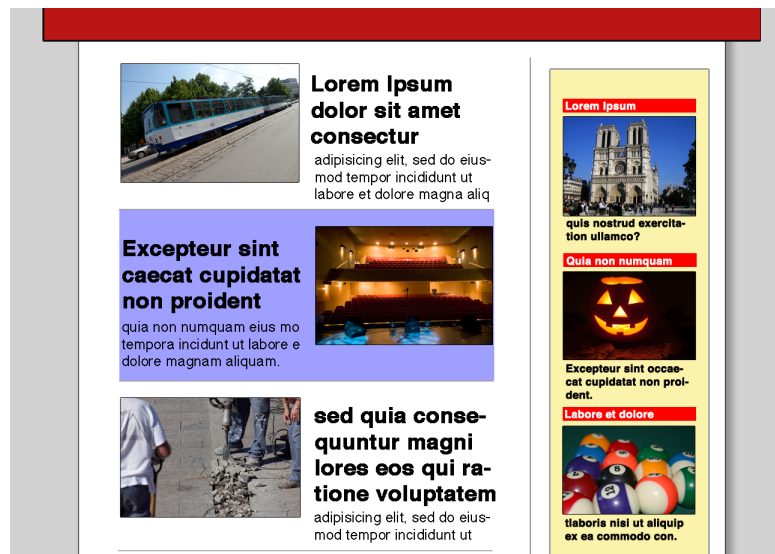 Lorem Ipsum
dolor sit amet
consectur
adipisicing elit, sed do eius-
mod tempor incididunt ut
labore et dolore magna aliq
Excepteur sint
caecat cupidatat
non proident
quia non numquam eius mo
tempora incidunt ut labore e
dolore magnam aliquam.
sed quia conse-
quuntur magni
lores eos qui ra-
tione voluptatem
adipisicing elit, sed do eius-
mod tempor incididunt ut
Lorem Ipsum
quis nostrud exercita-
tion ullamco?
Quia non numquam
Excepteur sint occae-
cat cupidatat non proi-
dent.
Labore et dolore
8
12
tlaboris nisi ut aliquip
ex ea commodo con.